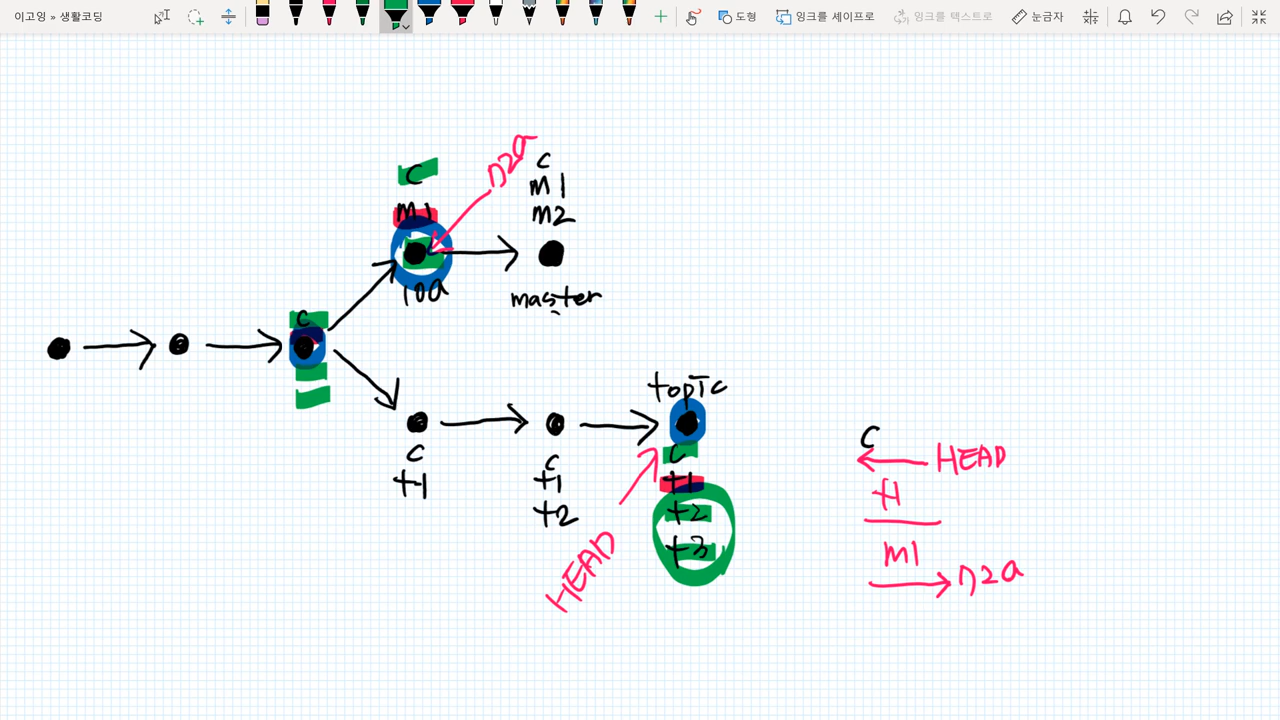 이고잉 » 생활코딩
도형
잉크를 셰이프로
잉크를 텍스트로
눈금자
C
m1
n2a
10a
C
m1
m2
master
C
C
t1
C
t1
t2
topic
C
t1
t2
t3
HEAD
C
HEAD
t1
m1
n2a